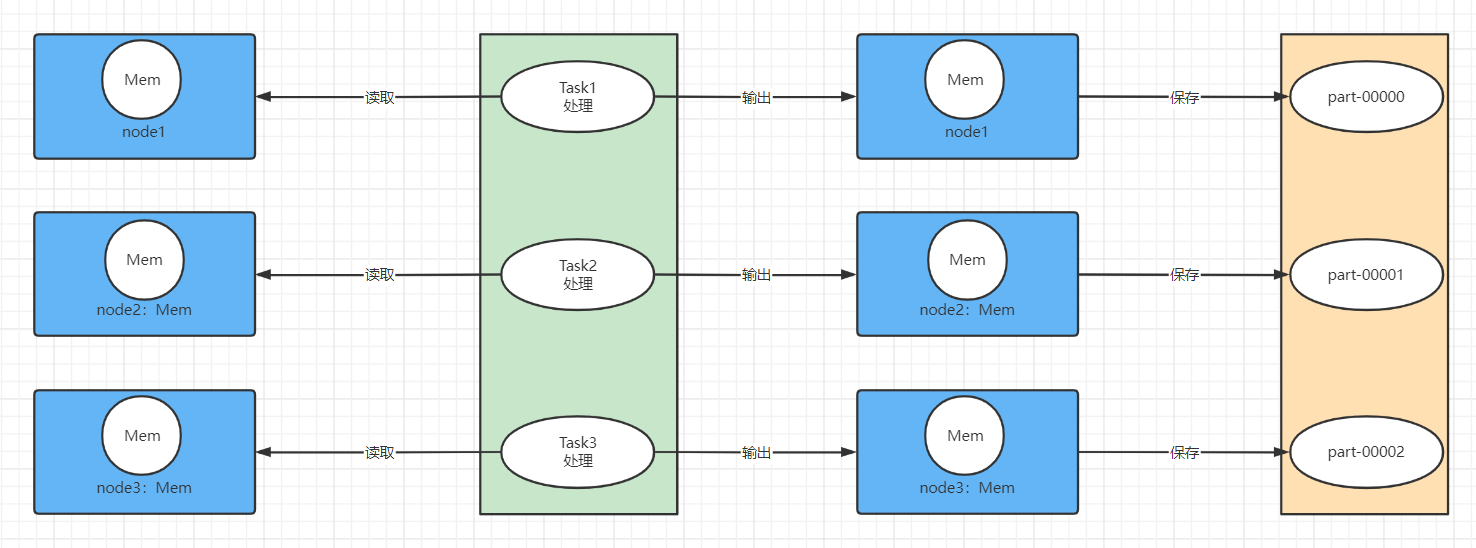 Mem
node1
读取
Task1
处理
输出
Mem
node1
保存
part-00000
Mem
node2：Mem
读取
Task2
处理
输出
Mem
node2：Mem
保存
part-00001
Mem
node3：Mem
读取
Task3
处理
输出
Mem
node3：Mem
保存
part-00002